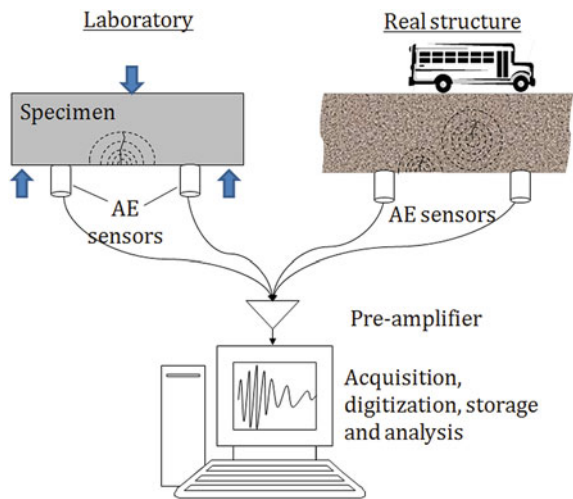 Laboratory
Real structure
Specimen
AE
sensors
AE sensors
Pre-amplifier
Acquisition,
digitization, storage
and analysis